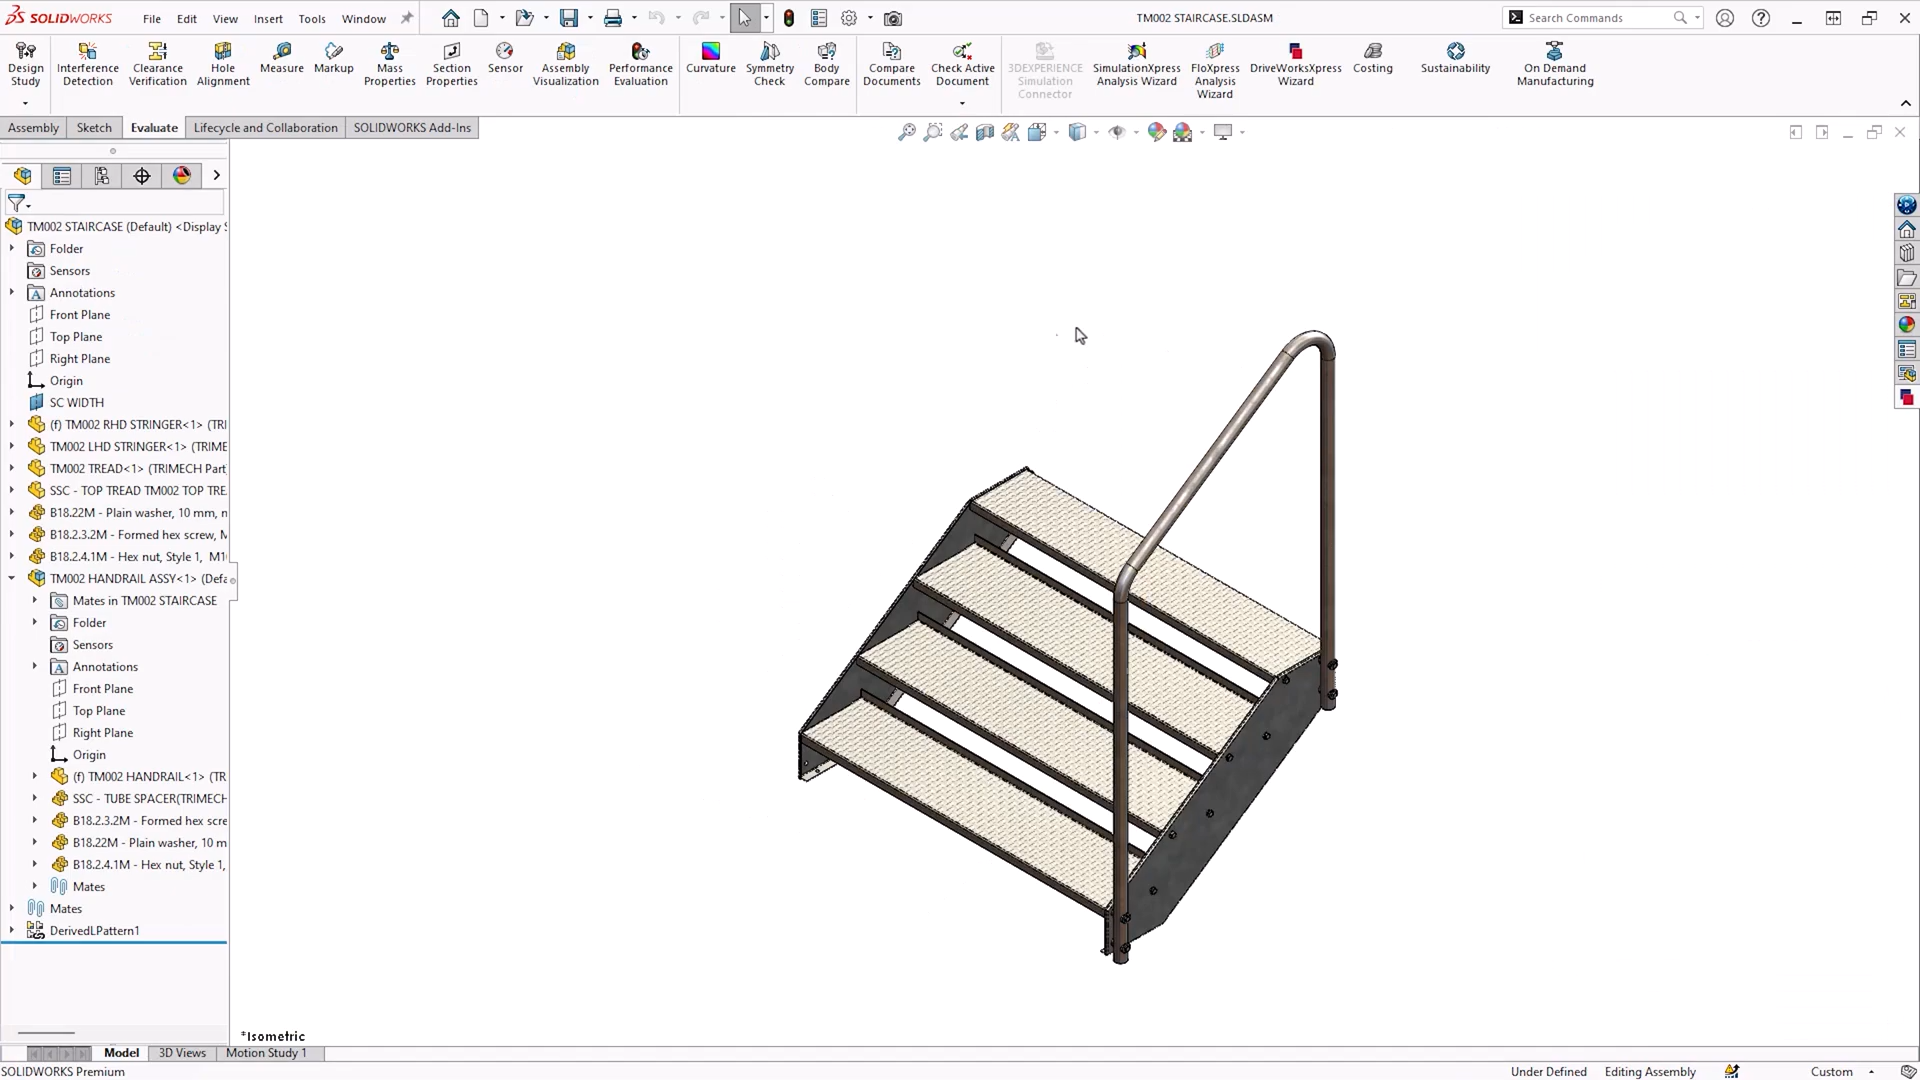 SOLIDWORKS
File Edit View Insert Tools Window
TM002 STAIRCASE.SLDASM
Search Commands
Design Study
Interference Detection
Clearance Verification
Hole Alignment
Measure
Markup
Mass Properties
Section Properties
Sensor
Assembly Visualization
Performance Evaluation
Curvature
Symmetry Check
Body Compare
Compare Documents
Check Active Document
3DEXPERIENCE Simulation Connector
SimulationXpress Analysis Wizard
FloXpress Analysis Wizard
DriveWorksXpress Wizard
Costing
Sustainability
On Demand Manufacturing
Assembly Sketch Evaluate Lifecycle and Collaboration SOLIDWORKS Add-Ins
TM002 STAIRCASE (Default) <Display S
Folder
Sensors
Annotations
Front Plane
Top Plane
Right Plane
Origin
SC WIDTH
(f) TM002 RHD STRINGER<1> (TRI
TM002 LHD STRINGER<1> (TRIME
TM002 TREAD<1> (TRIMECH Part
SSC - TOP TREAD TM002 TOP TRE
B18.22M - Plain washer, 10 mm, n
B18.2.3.2M - Formed hex screw, M
B18.2.4.1M - Hex nut, Style 1, M1
TM002 HANDRAIL ASSY<1> (Defa
Mates in TM002 STAIRCASE
Folder
Sensors
Annotations
Front Plane
Top Plane
Right Plane
Origin
(f) TM002 HANDRAIL<1> (TR
SSC - TUBE SPACER(TRIMECH
B18.2.3.2M - Formed hex scre
B18.22M - Plain washer, 10 m
B18.2.4.1M - Hex nut, Style 1,
Mates
Mates
DerivedLPattern1
*Isometric
Model 3D Views Motion Study 1
SOLIDWORKS Premium
Under Defined Editing Assembly Custom